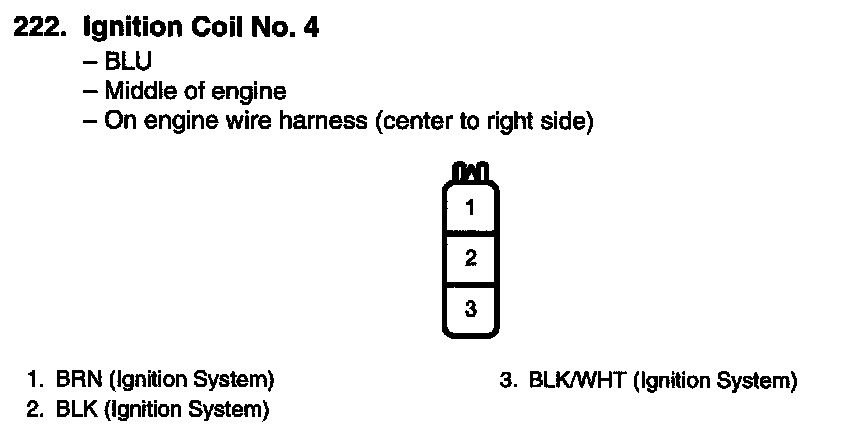 222. Ignition Coil No. 4
– BLU
– Middle of engine
– On engine wire harness (center to right side)
1
2
3
1. BRN (Ignition System)
2. BLK (Ignition System)
3. BLK/WHT (Ignition System)